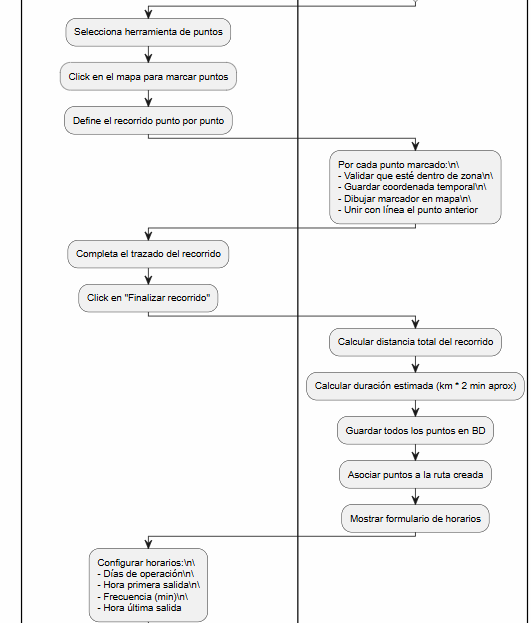 Selecciona herramienta de puntos
Click en el mapa para marcar puntos
Define el recorrido punto por punto
Por cada punto marcado:\n\
- Validar que esté dentro de zona\n\
- Guardar coordenada temporal\n\
- Dibujar marcador en mapa\n\
- Unir con línea el punto anterior
Completa el trazado del recorrido
Click en "Finalizar recorrido"
Calcular distancia total del recorrido
Calcular duración estimada (km * 2 min aprox)
Guardar todos los puntos en BD
Asociar puntos a la ruta creada
Mostrar formulario de horarios
Configurar horarios:\n\
- Días de operación\n\
- Hora primera salida\n\
- Frecuencia (min)\n\
- Hora última salida